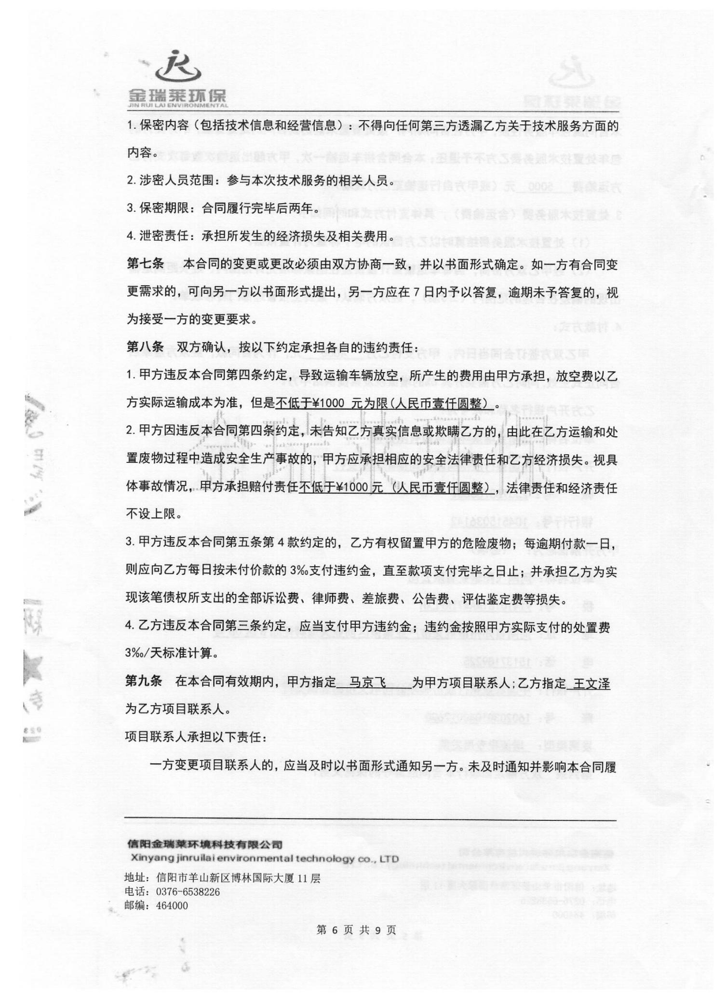 金瑞莱环保
JIN RUI LAI ENVIRONMENTAL
1.保密内容（包括技术信息和经营信息）：不得向任何第三方透漏乙方关于技术服务方面的
内容。
2.涉密人员范围：参与本次技术服务的相关人员。
3.保密期限：合同履行完毕后两年。
4.泄密责任：承担所发生的经济损失及相关费用。
第七条 本合同的变更或更改必须由双方协商一致，并以书面形式确定。如一方有合同变
更需求的，可向另一方以书面形式提出，另一方应在7日内予以答复，逾期未予答复的，视
为接受一方的变更要求。
第八条 双方确认，按以下约定承担各自的违约责任：
1.甲方违反本合同第四条约定，导致运输车辆放空，所产生的费用由甲方承担，放空费以乙
方实际运输成本为准，但是不低于¥1000 元为限(人民币壹仟圆整）。
2.甲方因违反本合同第四条约定，未告知乙方真实信息或欺瞒乙方的，由此在乙方运输和处
置废物过程中造成安全生产事故的，甲方应承担相应的安全法律责任和乙方经济损失。视具
体事故情况，甲方承担赔付责任不低于¥1000元（人民币壹仟圆整），法律责任和经济责任
不设上限。
3.甲方违反本合同第五条第4款约定的，乙方有权留置甲方的危险废物；每逾期付款一日，
则应向乙方每日按未付价款的3‰支付违约金，直至款项支付完毕之日止；并承担乙方为实
现该笔债权所支出的全部诉讼费、律师费、差旅费、公告费、评估鉴定费等损失。
4.乙方违反本合同第三条约定，应当支付甲方违约金；违约金按照甲方实际支付的处置费
3‰/天标准计算。
第九条 在本合同有效期内，甲方指定 马京飞 为甲方项目联系人;乙方指定 王文泽
为乙方项目联系人。
项目联系人承担以下责任：
一方变更项目联系人的，应当及时以书面形式通知另一方。未及时通知并影响本合同履
信阳金瑞莱环境科技有限公司
Xinyang jinruilai environmental technology co., LTD
地址：信阳市羊山新区博林国际大厦11层
电话：0376-6538226
邮编：464000
第 6 页 共 9 页